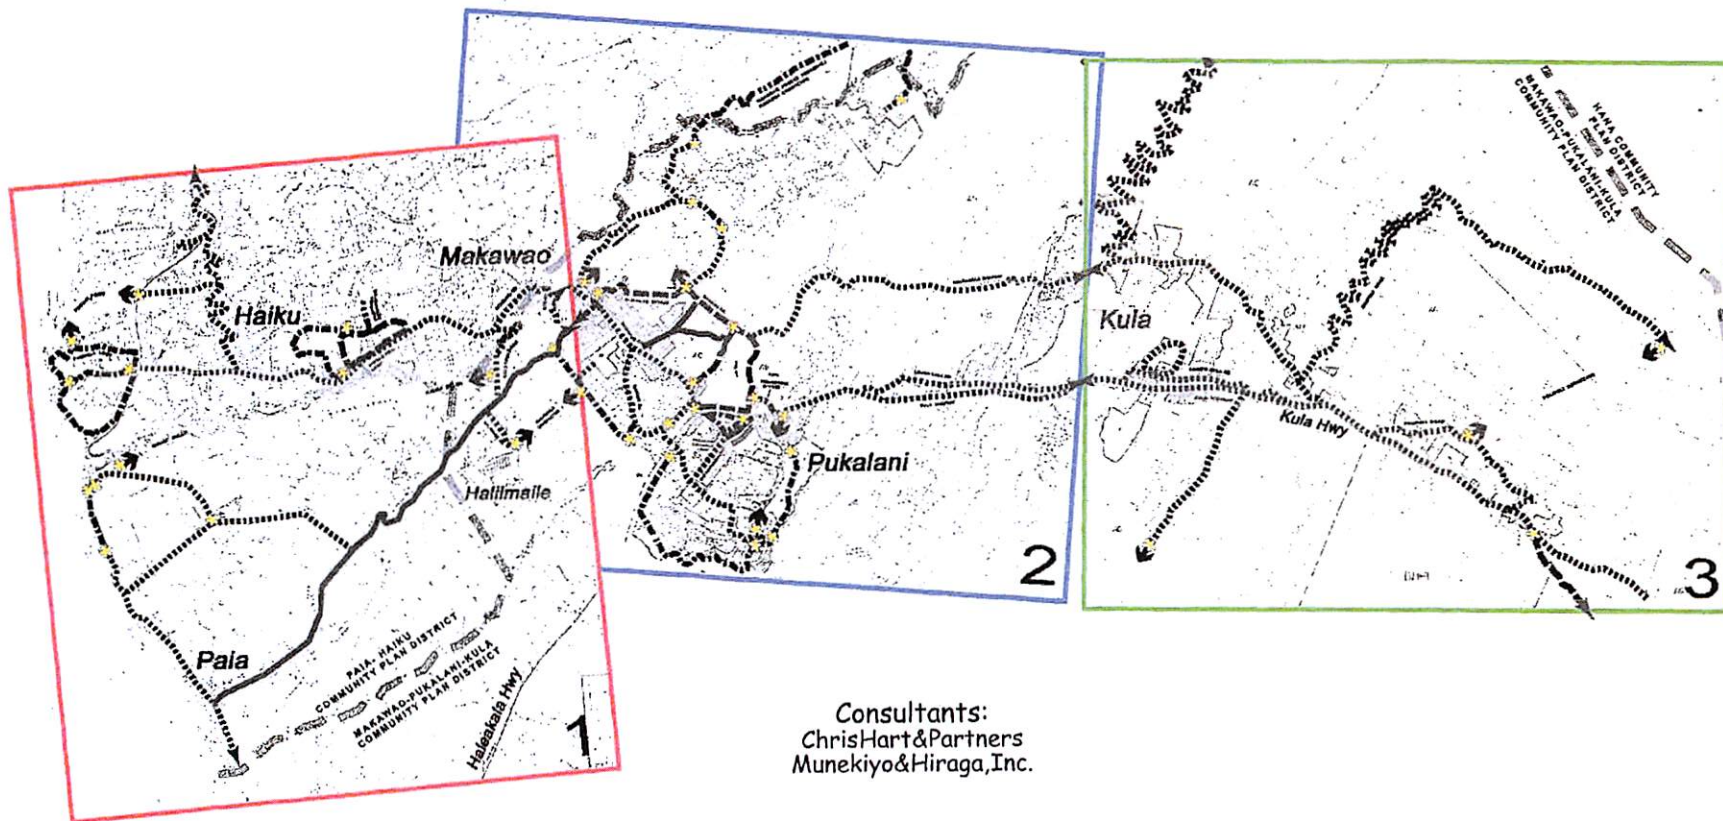 Makawao
Haiku
Haliimaile
Paia
PAIA-HAIKU
COMMUNITY PLAN DISTRICT
MAKAWAO-PUKALANI-KULA
COMMUNITY PLAN DISTRICT
Haleakala Hwy
1
Pukalani
2
Kula
Kula Hwy
HANA COMMUNITY
PLAN DISTRICT
MAKAWAO-PUKALANI-KULA
COMMUNITY PLAN DISTRICT
3
Consultants:
ChrisHart&Partners
Munekiyo&Hiraga,Inc.